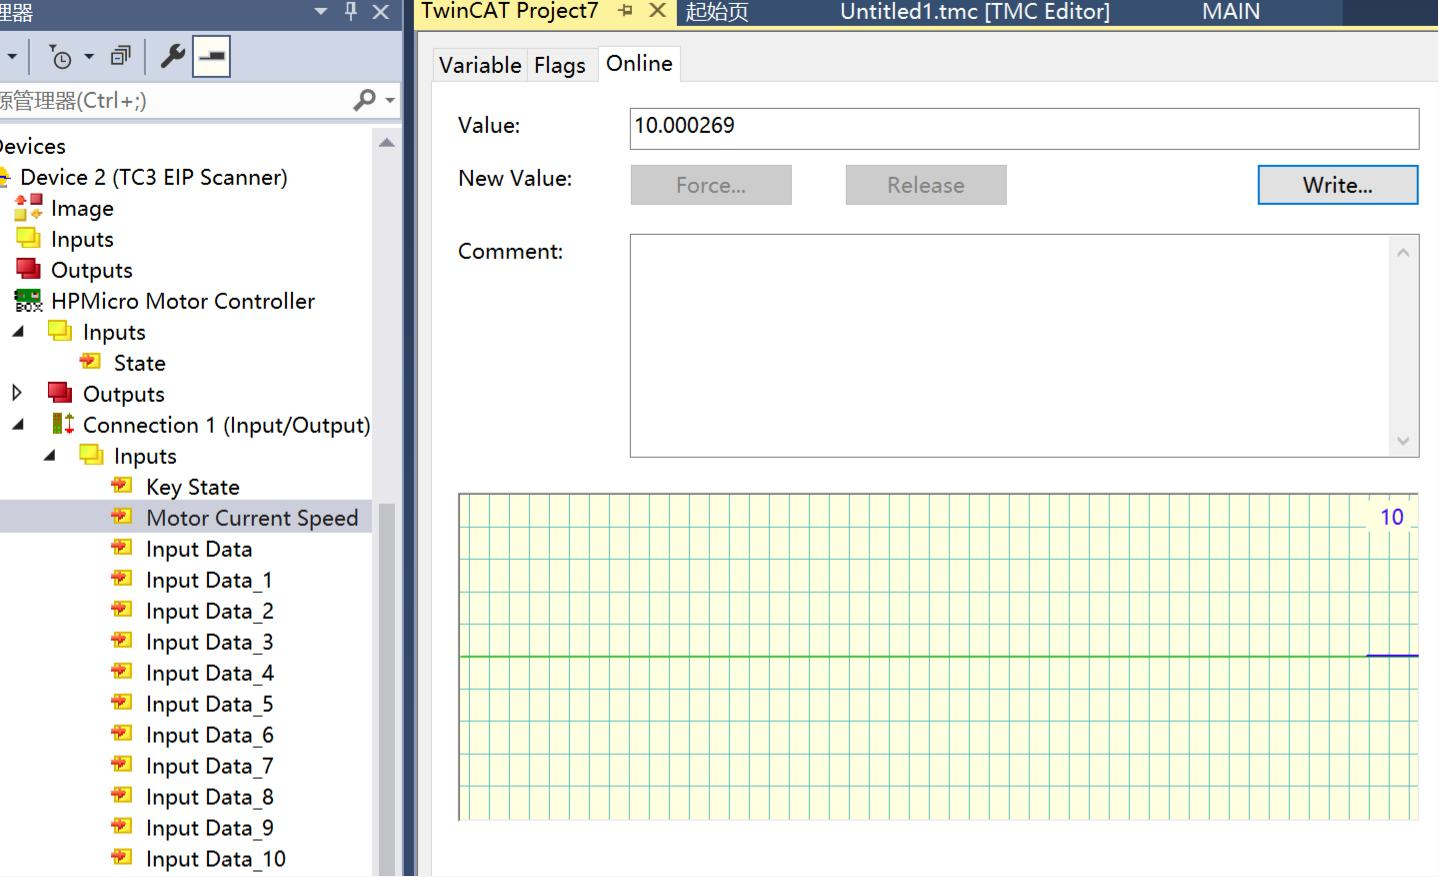 理器
TwinCAT Project7
起始页
Untitled1.tmc [TMC Editor]
MAIN
源管理器(Ctrl+;)
Devices
Device 2 (TC3 EIP Scanner)
Image
Inputs
Outputs
HPMicro Motor Controller
Inputs
State
Outputs
Connection 1 (Input/Output)
Inputs
Key State
Motor Current Speed
Input Data
Input Data_1
Input Data_2
Input Data_3
Input Data_4
Input Data_5
Input Data_6
Input Data_7
Input Data_8
Input Data_9
Input Data_10
Variable
Flags
Online
Value:
10.000269
New Value:
Force...
Release
Write...
Comment:
10